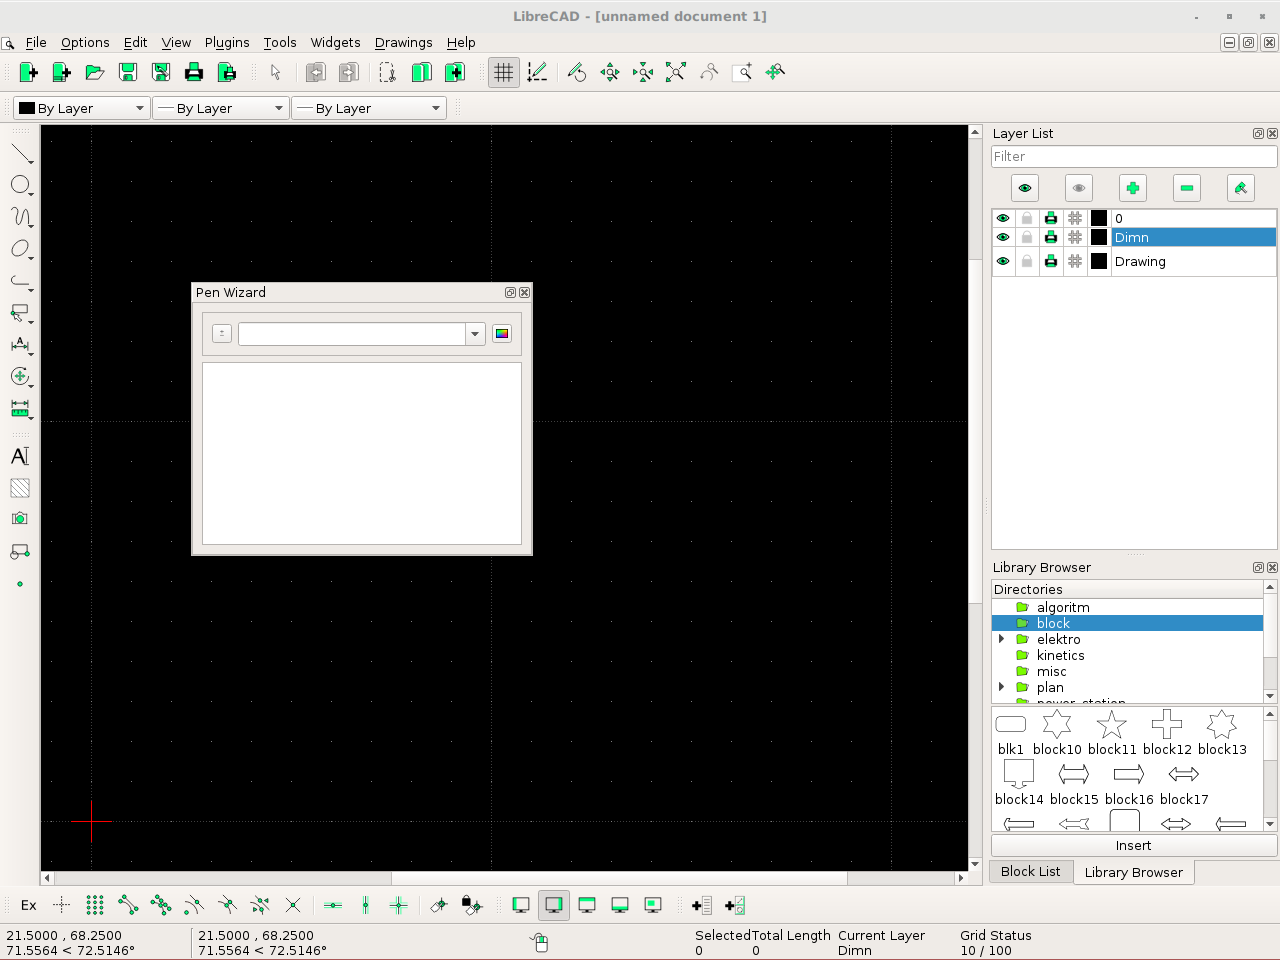 LibreCAD - [unnamed document 1]
File Options Edit View Plugins Tools Widgets Drawings Help
By Layer By Layer By Layer
Layer List
Filter
0
Dimn
Drawing
Pen Wizard
Library Browser
Directories
algoritm
block
elektro
kinetics
misc
plan
power_station
blk1 block10 block11 block12 block13
block14 block15 block16 block17
Insert
Block List Library Browser
Ex
21.5000 , 68.2500 21.5000 , 68.2500 Selected Total Length Current Layer Grid Status
71.5564 < 72.5146° 71.5564 < 72.5146° 0 0 Dimn 10 / 100